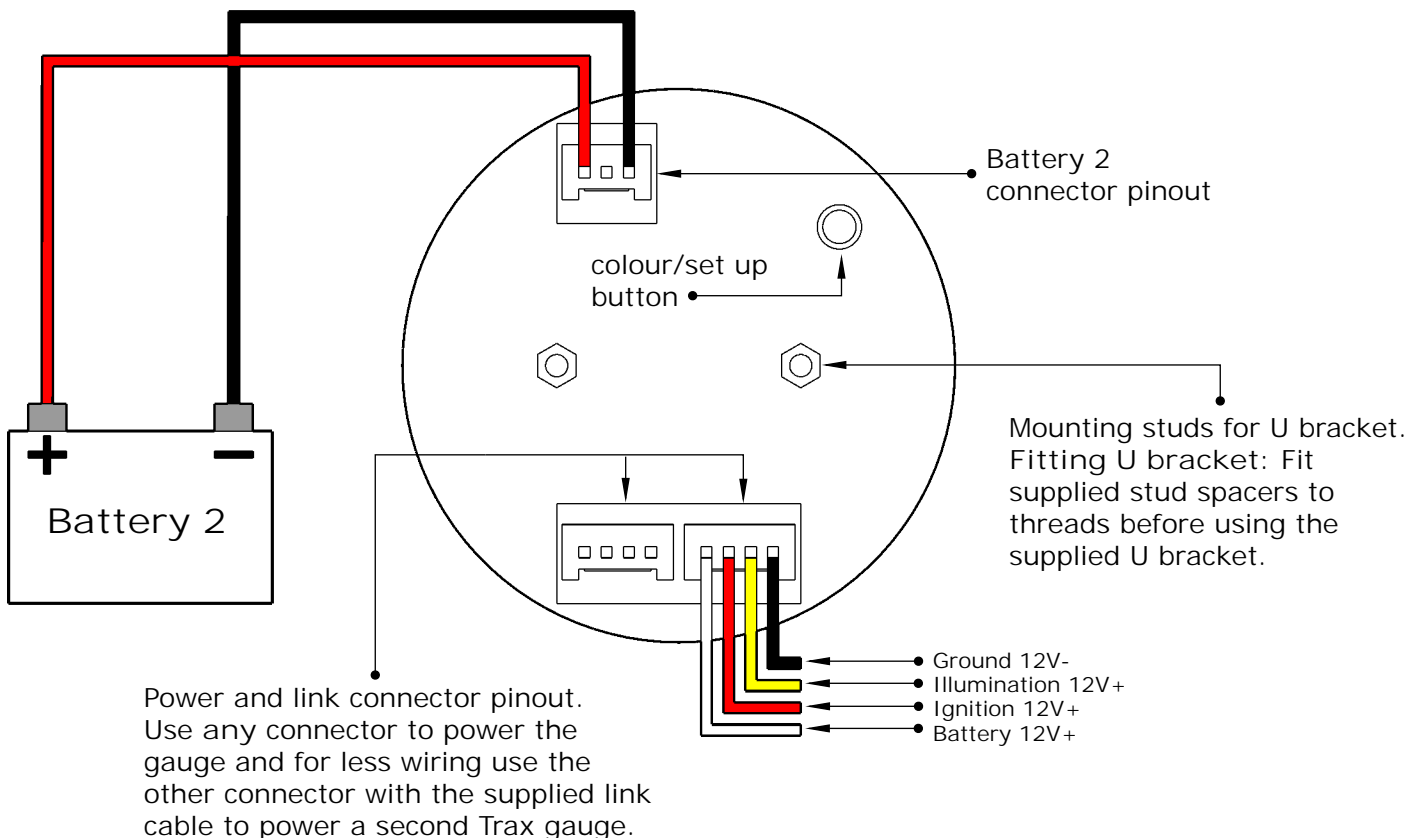 Battery 2
connector pinout
colour/set up
button
Mounting studs for U bracket.
Fitting U bracket: Fit
supplied stud spacers to
threads before using the
supplied U bracket.
+
−
Battery 2
Ground 12V-
Illumination 12V+
Ignition 12V+
Battery 12V+
Power and link connector pinout.
Use any connector to power the
gauge and for less wiring use the
other connector with the supplied link
cable to power a second Trax gauge.